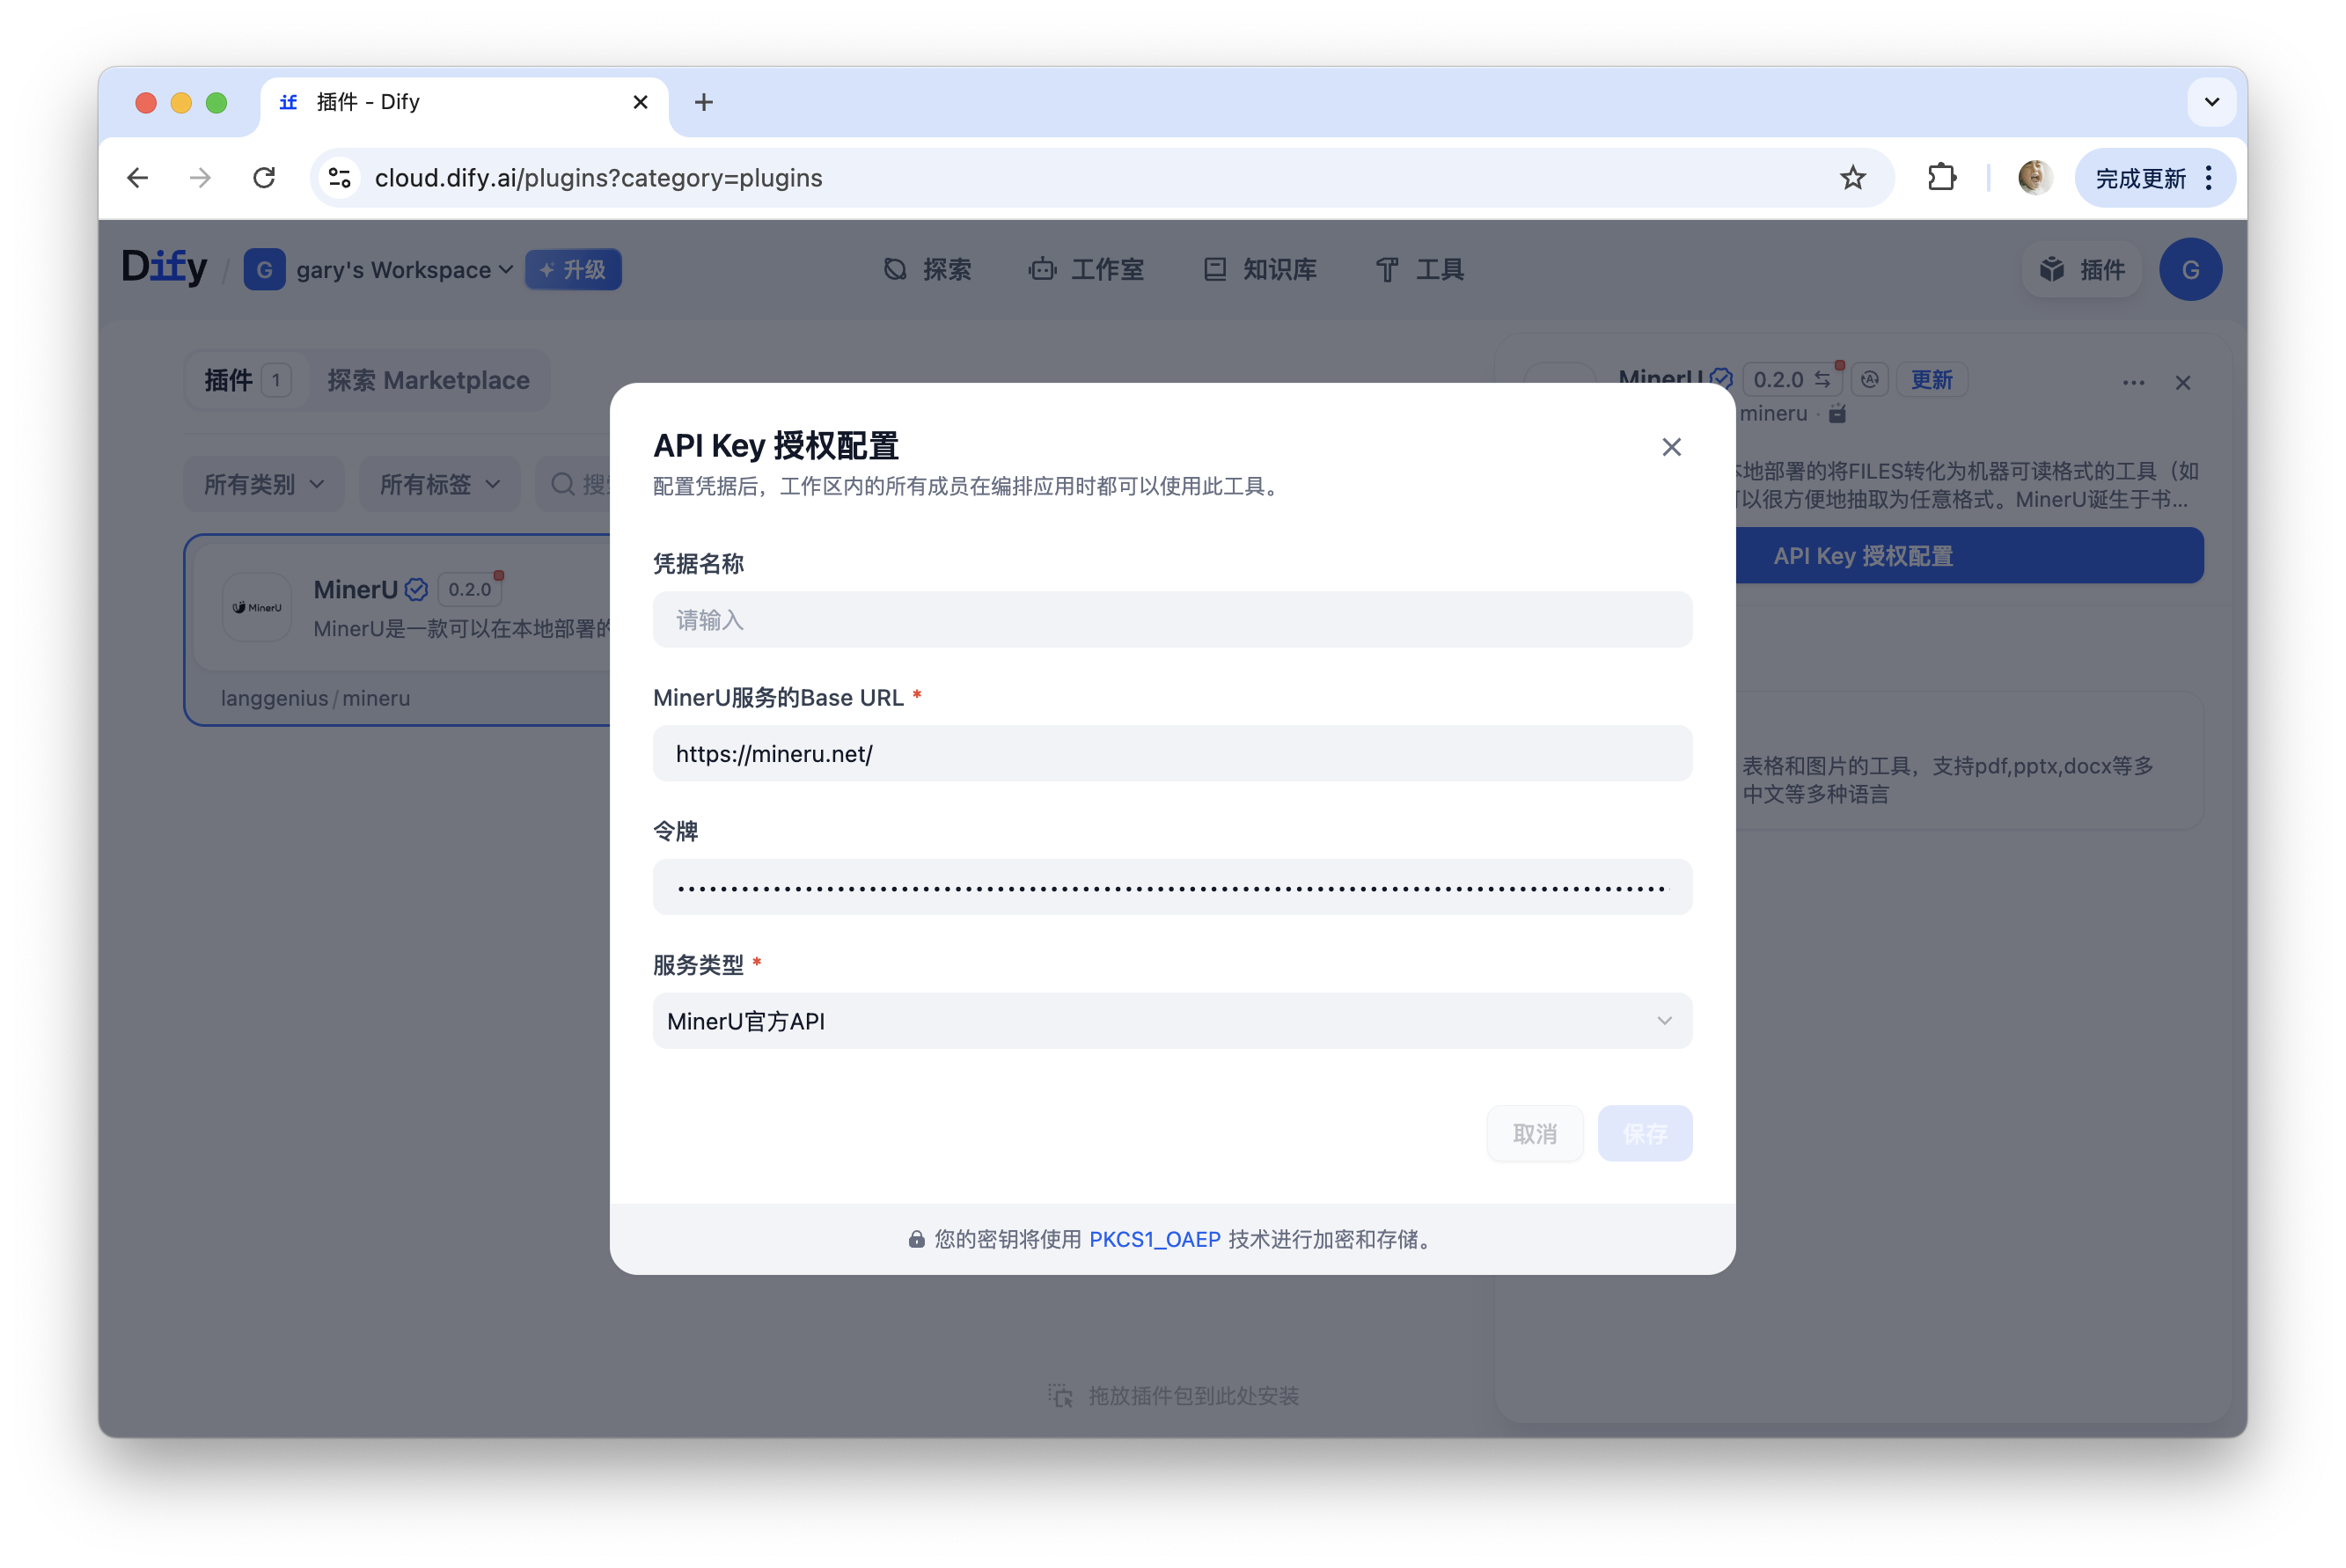 插件 - Dify
cloud.dify.ai/plugins?category=plugins
完成更新
Dify / G gary's Workspace 升级
探索 工作室 知识库 工具
插件 G
插件 1 探索 Marketplace
所有类别 所有标签
MinerU 0.2.0
MinerU是一款可以在本地部署的
langgenius / mineru
MinerU
MinerU 0.2.0 更新
mineru ·
本地部署的将FILES转化为机器可读格式的工具（如
可以很方便地抽取为任意格式。MinerU诞生于书...
API Key 授权配置
表格和图片的工具，支持pdf,pptx,docx等多
中文等多种语言
API Key 授权配置
配置凭据后，工作区内的所有成员在编排应用时都可以使用此工具。
凭据名称
请输入
MinerU服务的Base URL *
https://mineru.net/
令牌
服务类型 *
MinerU官方API
取消 保存
您的密钥将使用 PKCS1_OAEP 技术进行加密和存储。
拖放插件包到此处安装